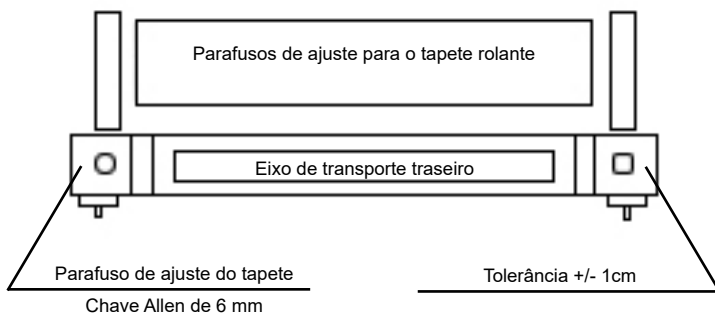 Parafusos de ajuste para o tapete rolante
Eixo de transporte traseiro
Parafuso de ajuste do tapete
Chave Allen de 6 mm
Tolerância +/- 1cm